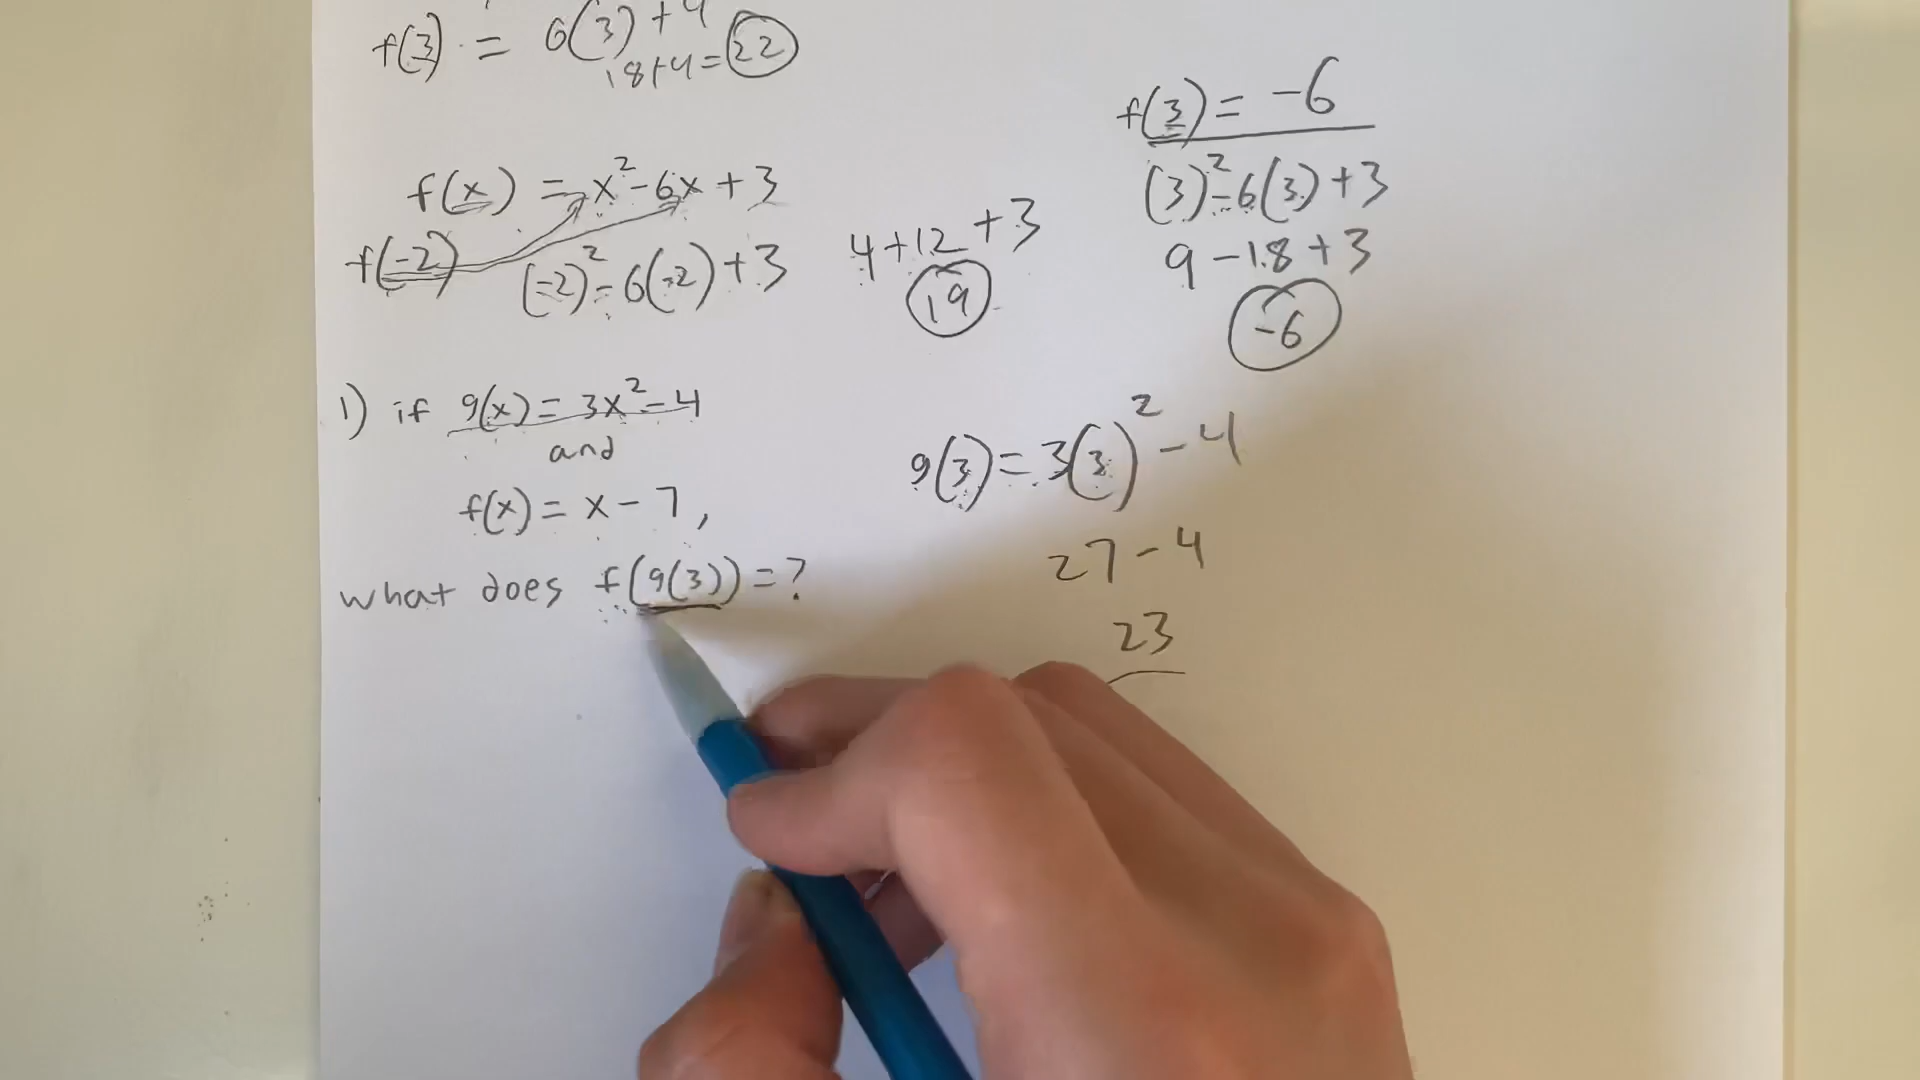 f(3) = 6(3)+4
18+4=22
f(x) = x²-6x+3
f(-2) (-2)²-6(-2)+3
4+12+3
19
f(3) = -6
(3)²-6(3)+3
9-18+3
-6
1) if g(x) = 3x²-4
and
f(x) = x-7,
what does f(g(3)) = ?
g(3) = 3(3)²-4
27-4
23